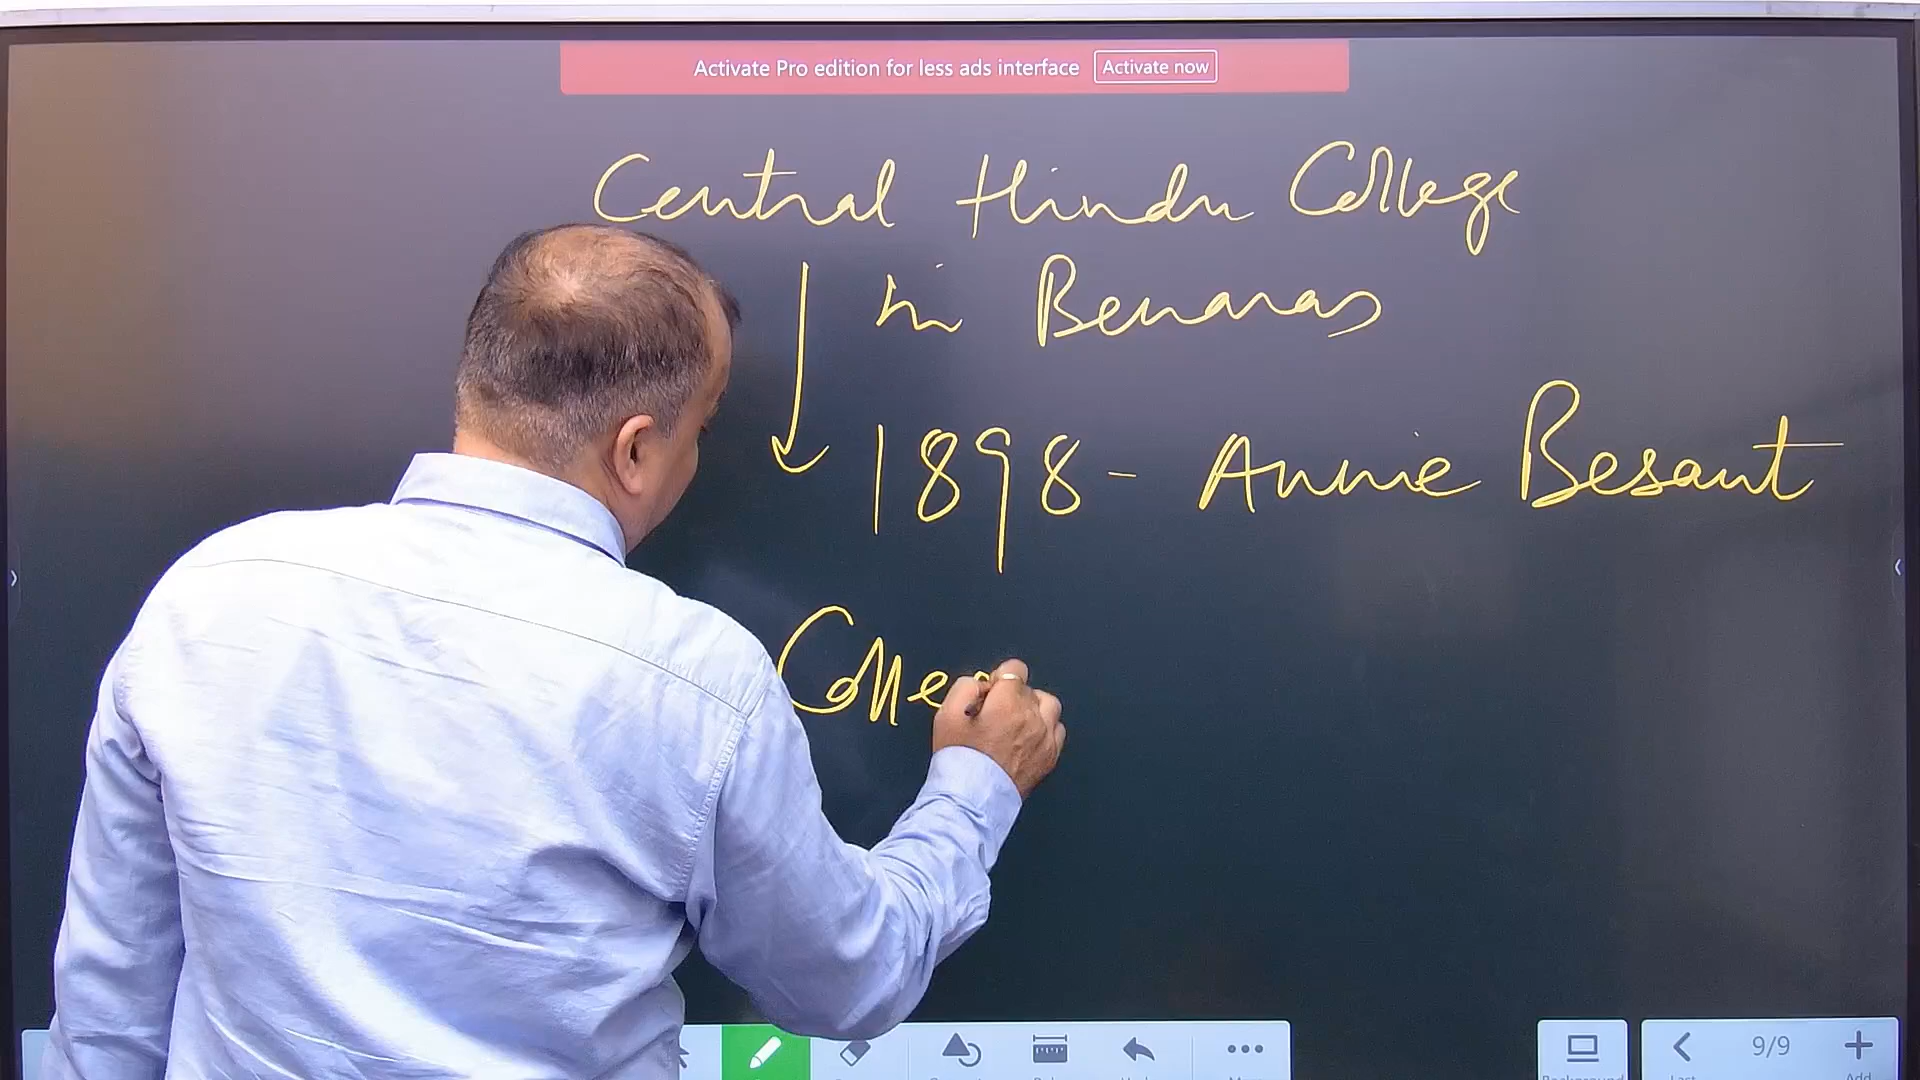 Activate Pro edition for less ads interface Activate now
Central Hindu College
in Benaras
1898 - Annie Besant
Colle
9/9